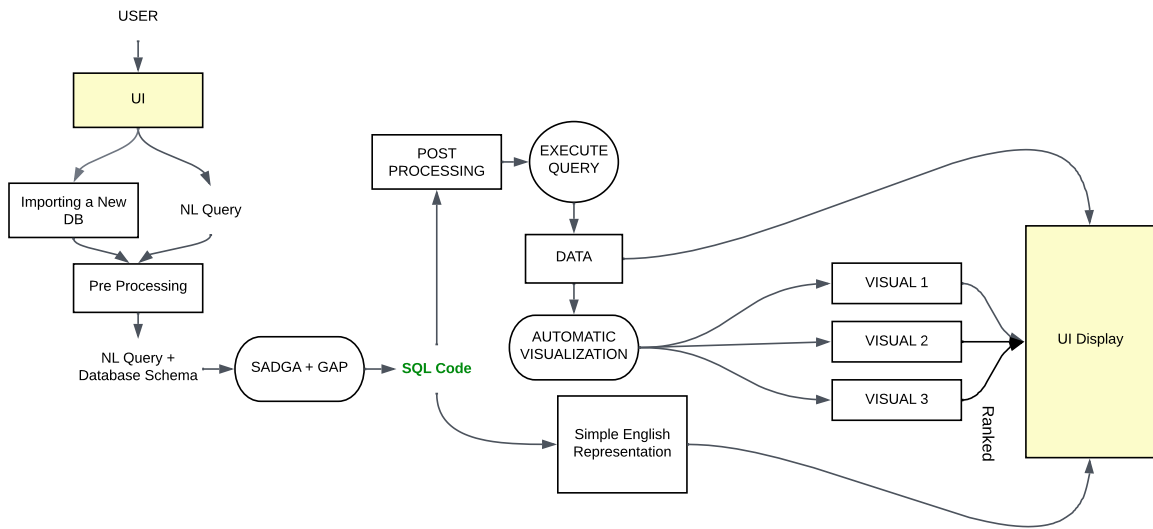 USER
UI
Importing a New
DB
NL Query
Pre Processing
NL Query +
Database Schema
SADGA + GAP
SQL Code
POST
PROCESSING
EXECUTE
QUERY
DATA
AUTOMATIC
VISUALIZATION
Simple English
Representation
VISUAL 1
VISUAL 2
VISUAL 3
Ranked
UI Display